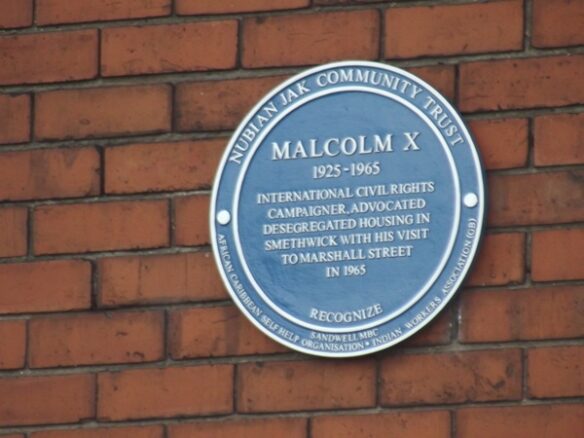 NUBIAN JAK COMMUNITY TRUST
MALCOLM X
1925-1965
INTERNATIONAL CIVIL RIGHTS
CAMPAIGNER, ADVOCATED
DESEGREGATED HOUSING IN
SMETHWICK WITH HIS VISIT
TO MARSHALL STREET
IN 1965
RECOGNIZE
SANDWELL MBC
AFRICAN CARIBBEAN SELF HELP ORGANISATION • INDIAN WORKERS ASSOCIATION (GB)